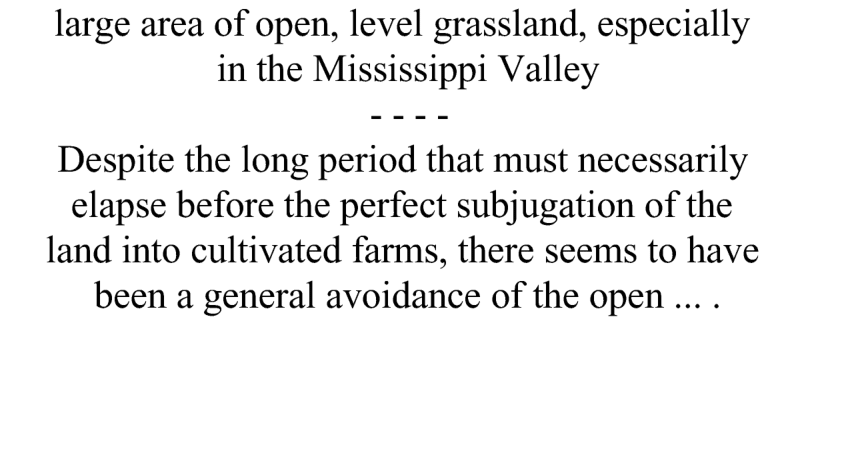 large area of open, level grassland, especially
in the Mississippi Valley
- - - -
Despite the long period that must necessarily
elapse before the perfect subjugation of the
land into cultivated farms, there seems to have
been a general avoidance of the open ... .